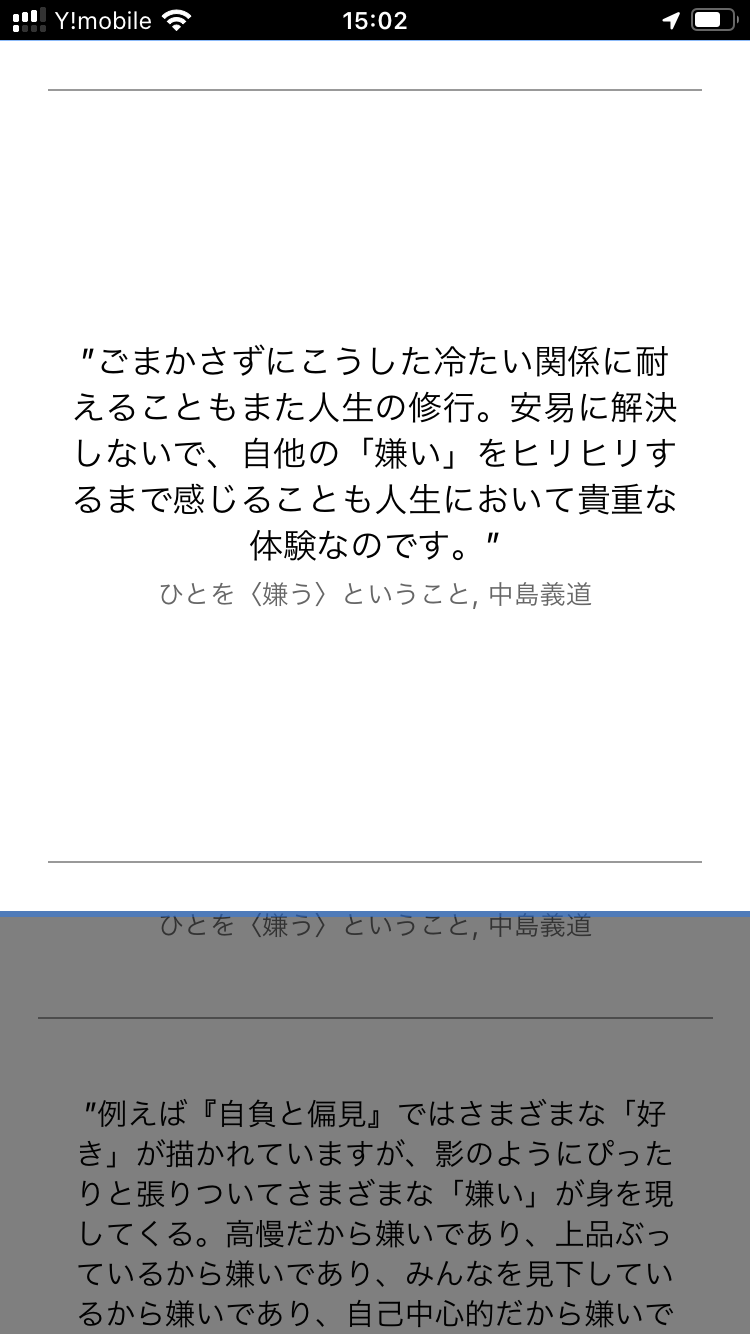 Y!mobile 15:02
"ごまかさずにこうした冷たい関係に耐
えることもまた人生の修行。安易に解決
しないで、自他の「嫌い」をヒリヒリす
るまで感じることも人生において貴重な
体験なのです。"
ひとを〈嫌う〉ということ, 中島義道
ひとを〈嫌う〉ということ, 中島義道
"例えば『自負と偏見』ではさまざまな「好
き」が描かれていますが、影のようにぴった
りと張りついてさまざまな「嫌い」が身を現
してくる。高慢だから嫌いであり、上品ぶっ
ているから嫌いであり、みんなを見下してい
るから嫌いであり、自己中心的だから嫌いで